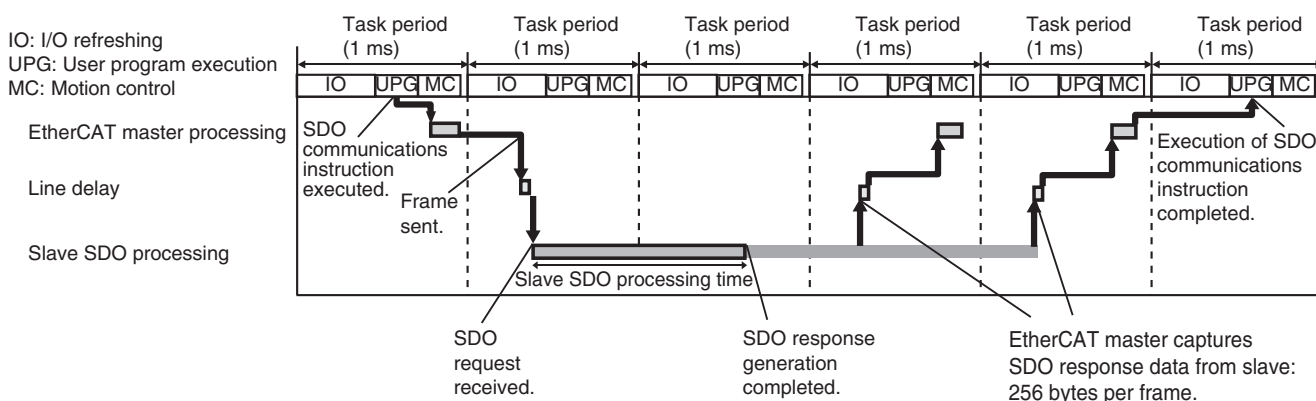 IO: I/O refreshing
UPG: User program execution
MC: Motion control
Task period
(1 ms)
Task period
(1 ms)
Task period
(1 ms)
Task period
(1 ms)
Task period
(1 ms)
Task period
(1 ms)
IO UPG MC IO UPG MC IO UPG MC IO UPG MC IO UPG MC IO UPG MC
EtherCAT master processing
SDO
communications
instruction
executed.
Execution of SDO
communications
instruction
completed.
Line delay
Frame
sent.
Slave SDO processing
Slave SDO processing time
SDO
request
received.
SDO response
generation
completed.
EtherCAT master captures
SDO response data from slave:
256 bytes per frame.